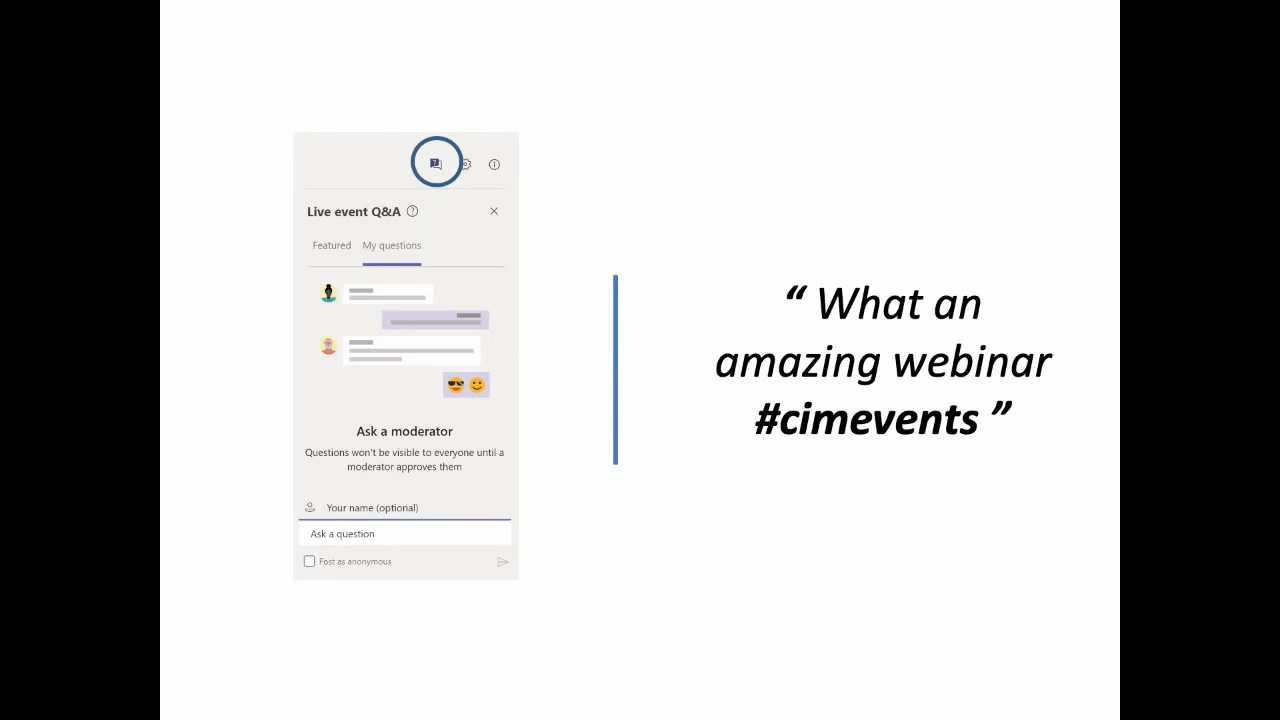 Live event Q&A
Featured My questions
Ask a moderator
Questions won't be visible to everyone until a
moderator approves them
Your name (optional)
Ask a question
Post as anonymous
“ What an
amazing webinar
#cimevents ”